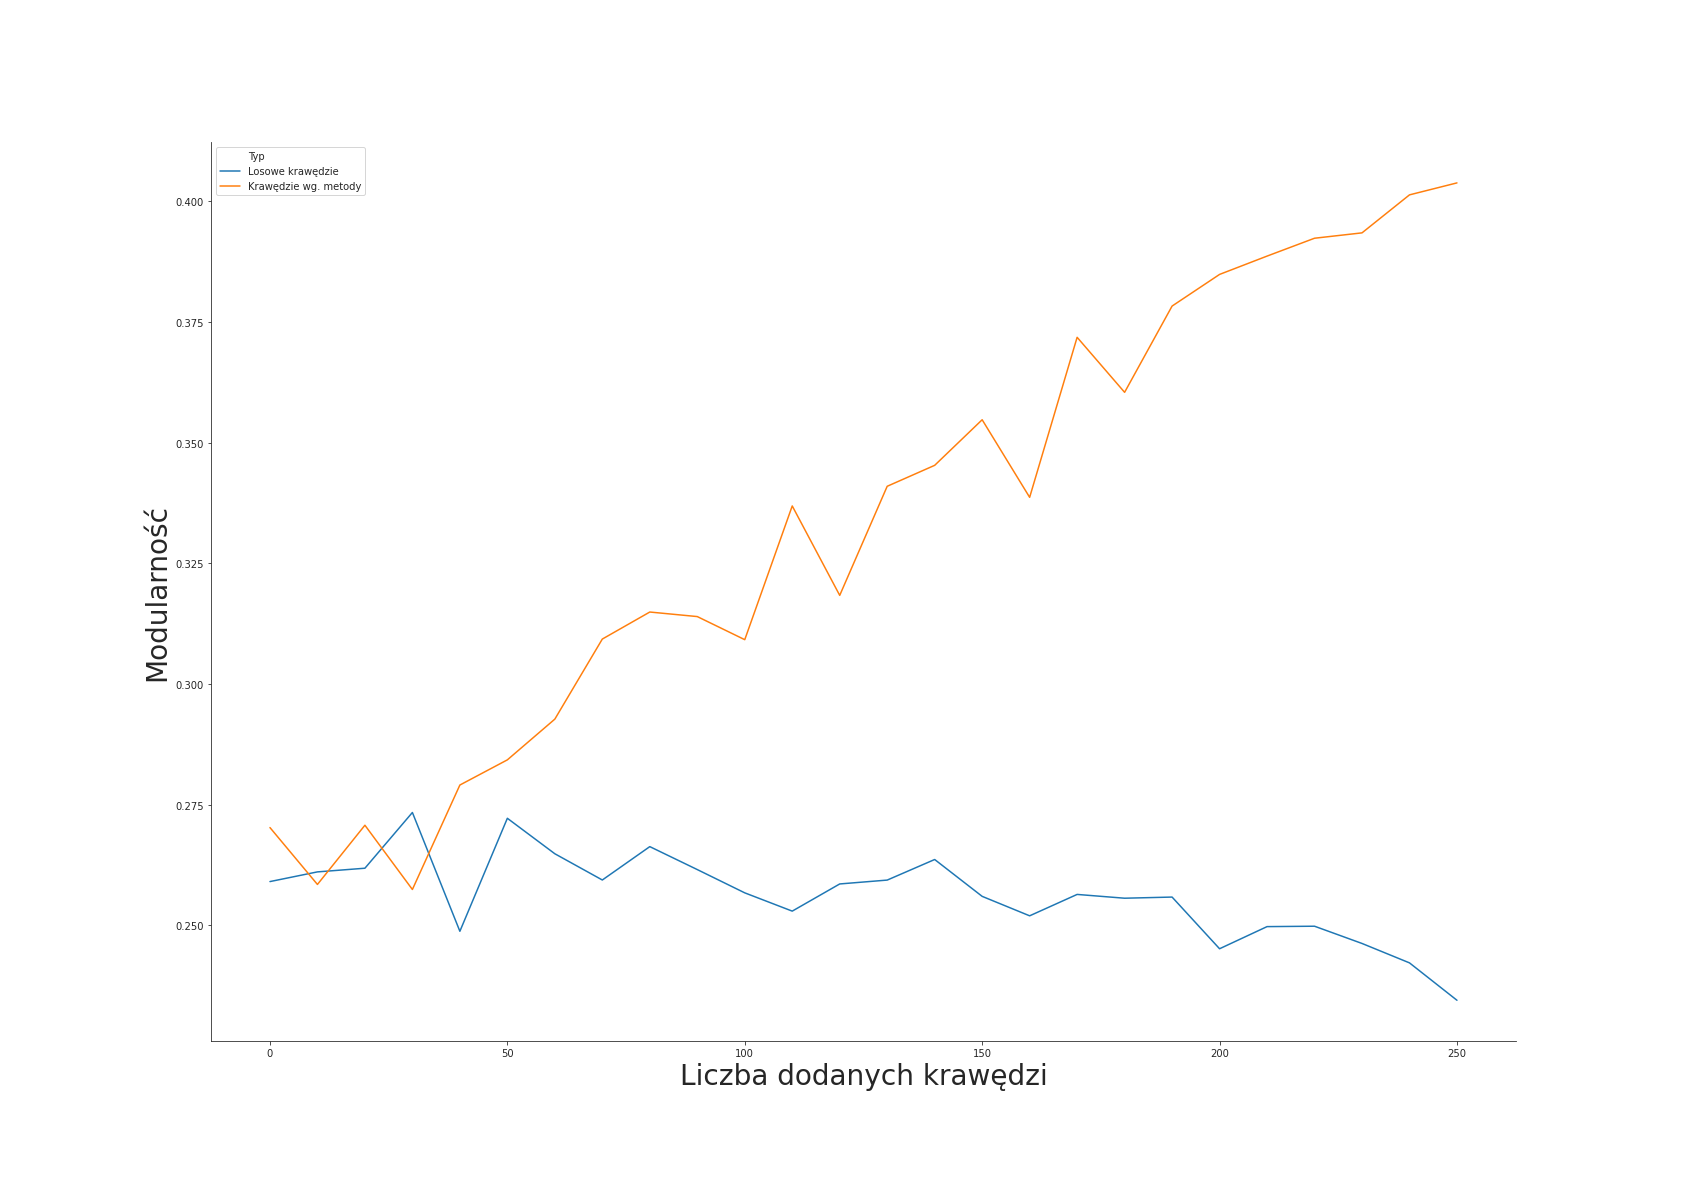 Typ
Losowe krawędzie
Krawędzie wg. metody
0.400
0.375
0.350
0.325
0.300
0.275
0.250
Modularność
0 50 100 150 200 250
Liczba dodanych krawędzi